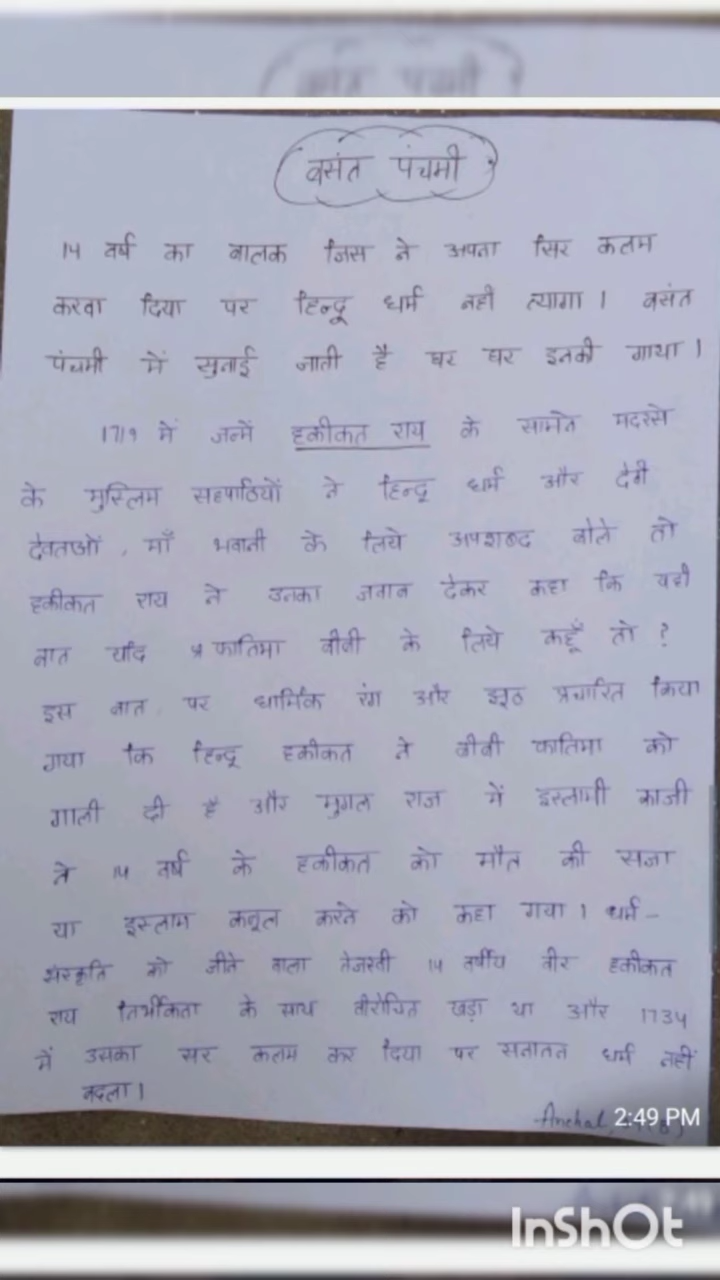 वसंत पंचमी
14 वर्ष का बालक जिस ने अपना सिर कलम
करवा दिया पर हिन्दू धर्म नही त्यागा । वसंत
पंचमी में सुनाई जाती है घर घर इनकी गाथा ।
1719 में जन्में हकीकत राय के सामने मदरसे
के मुस्लिम सहपाठियों ने हिन्दू धर्म और देवी
देवताओं, माँ भवानी के लिये अपशब्द बोले तो
हकीकत राय ने उनका जवाब देकर कहा कि यही
बात यदि फातिमा बीबी के लिये कहूँ तो ?
इस बात पर धार्मिक रंग और झूठ प्रचारित किया
गया कि हिन्दू हकीकत ने बीबी फातिमा को
गाली दी है और मुगल राज में इस्लामी काजी
ने 14 वर्ष के हकीकत को मौत की सजा
या इस्लाम कबूल करने को कहा गया । धर्म-
संस्कृति को जीने वाला तेजस्वी 14 वर्षीय वीर हकीकत
राय निर्भीकता के साथ वीरोचित खड़ा था और 1734
में उसका सर कलम कर दिया पर सनातन धर्म नहीं
बदला ।
Anchal 2:49 PM
InShOt